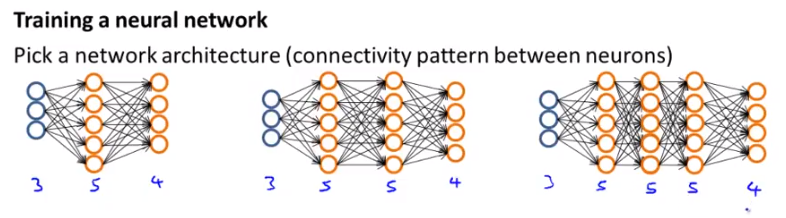 Training a neural network
Pick a network architecture (connectivity pattern between neurons)
3 5 4 3 5 5 4 3 5 5 5 4